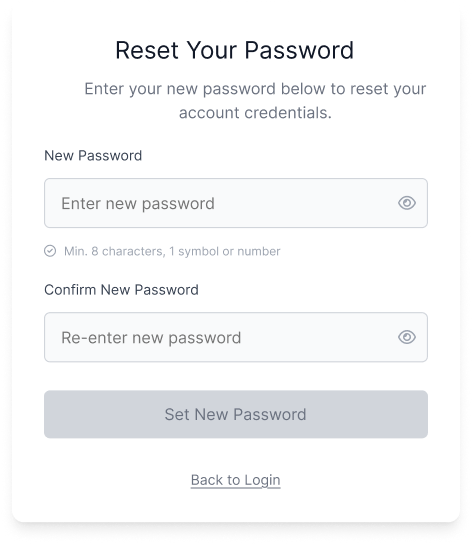 Reset Your Password
Enter your new password below to reset your
account credentials.
New Password
Enter new password
Min. 8 characters, 1 symbol or number
Confirm New Password
Re-enter new password
Set New Password
Back to Login